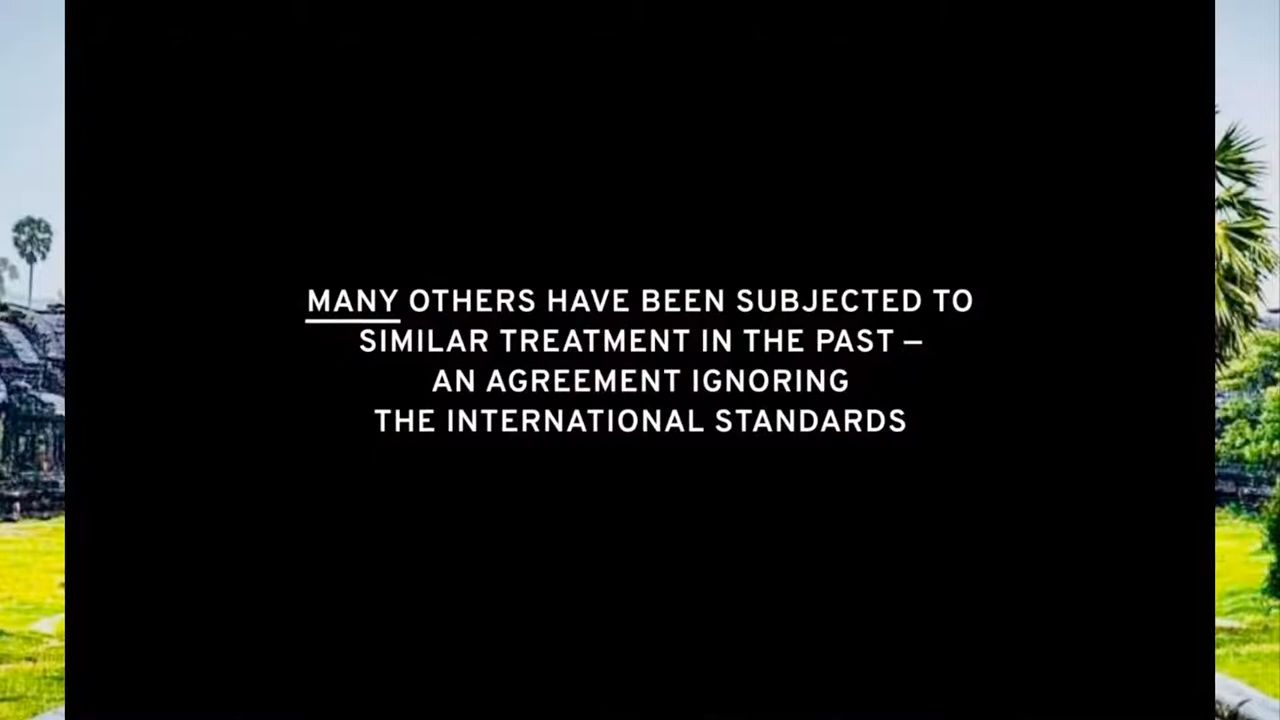 MANY OTHERS HAVE BEEN SUBJECTED TO
SIMILAR TREATMENT IN THE PAST –
AN AGREEMENT IGNORING
THE INTERNATIONAL STANDARDS